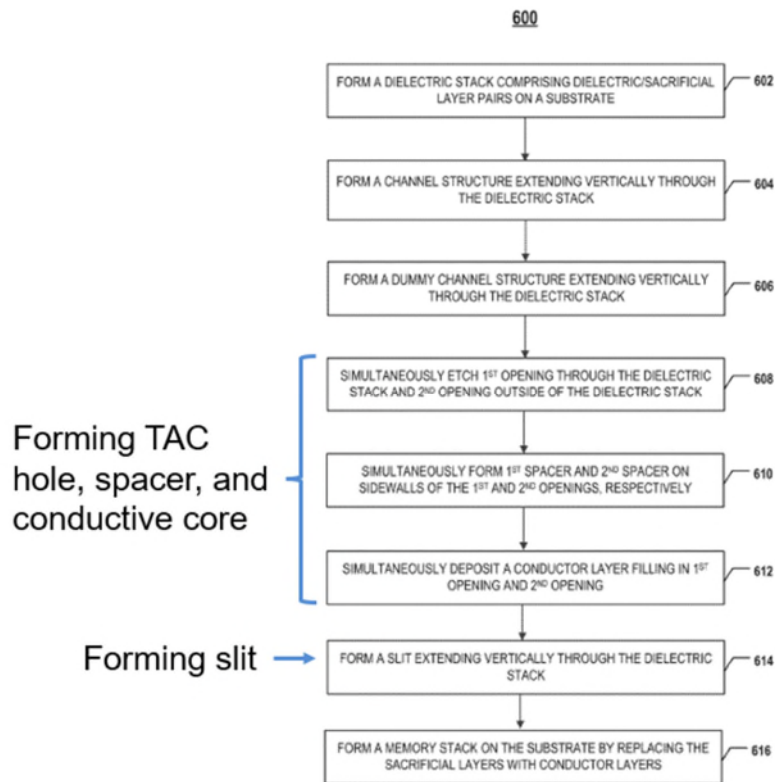 600
FORM A DIELECTRIC STACK COMPRISING DIELECTRIC/SACRIFICIAL
LAYER PAIRS ON A SUBSTRATE
602
FORM A CHANNEL STRUCTURE EXTENDING VERTICALLY THROUGH
THE DIELECTRIC STACK
604
FORM A DUMMY CHANNEL STRUCTURE EXTENDING VERTICALLY
THROUGH THE DIELECTRIC STACK
606
Forming TAC
hole, spacer, and
conductive core
SIMULTANEOUSLY ETCH 1ST OPENING THROUGH THE DIELECTRIC
STACK AND 2ND OPENING OUTSIDE OF THE DIELECTRIC STACK
608
SIMULTANEOUSLY FORM 1ST SPACER AND 2ND SPACER ON
SIDEWALLS OF THE 1ST AND 2ND OPENINGS, RESPECTIVELY
610
SIMULTANEOUSLY DEPOSIT A CONDUCTOR LAYER FILLING IN 1ST
OPENING AND 2ND OPENING
612
Forming slit
FORM A SLIT EXTENDING VERTICALLY THROUGH THE DIELECTRIC
STACK
614
FORM A MEMORY STACK ON THE SUBSTRATE BY REPLACING THE
SACRIFICIAL LAYERS WITH CONDUCTOR LAYERS
616